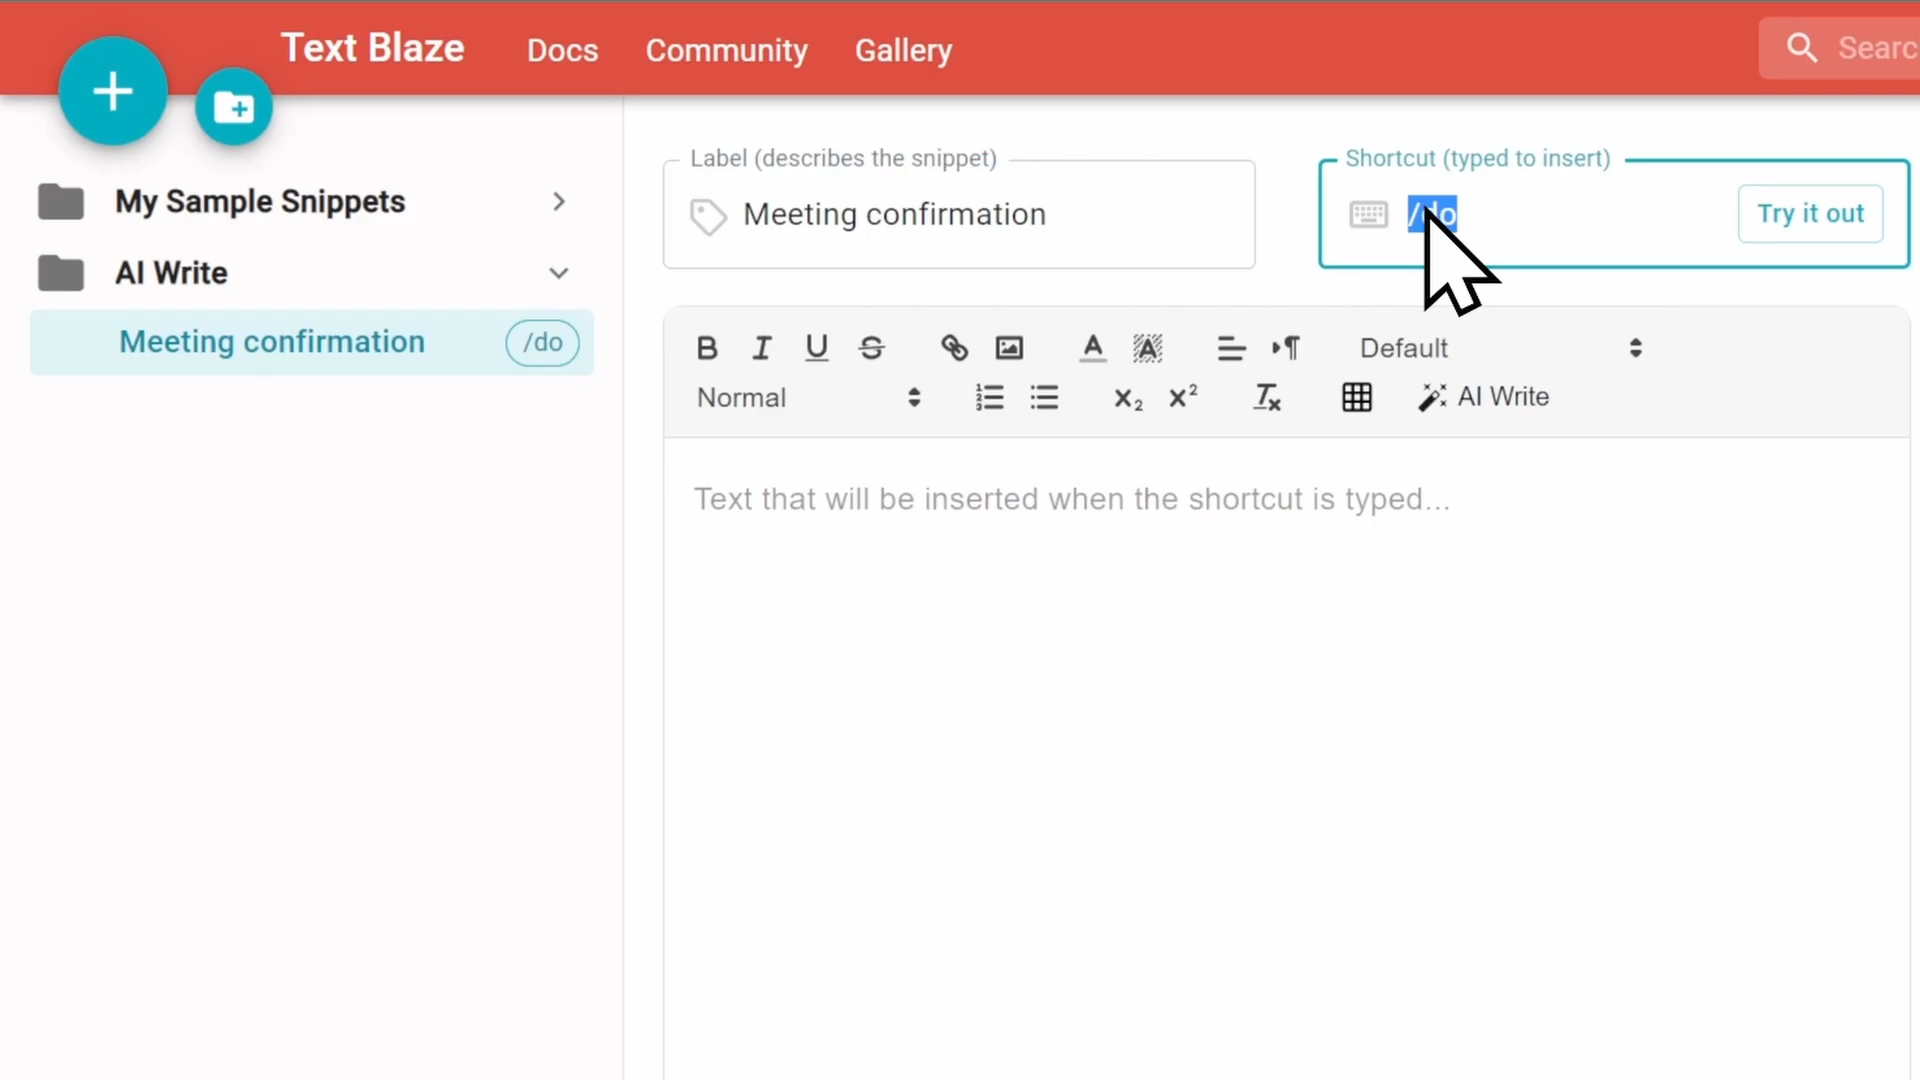 Text Blaze Docs Community Gallery Searc
My Sample Snippets
AI Write
Meeting confirmation /do
Label (describes the snippet)
Meeting confirmation
Shortcut (typed to insert)
/do
Try it out
Default
Normal
AI Write
Text that will be inserted when the shortcut is typed...